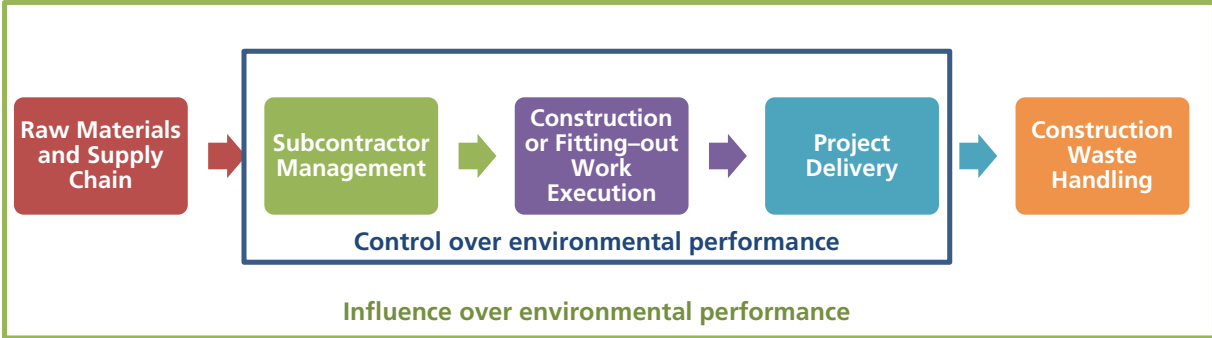 Raw Materials
and Supply
Chain
Subcontractor
Management
Construction
or Fitting–out
Work
Execution
Project
Delivery
Construction
Waste
Handling
Control over environmental performance
Influence over environmental performance